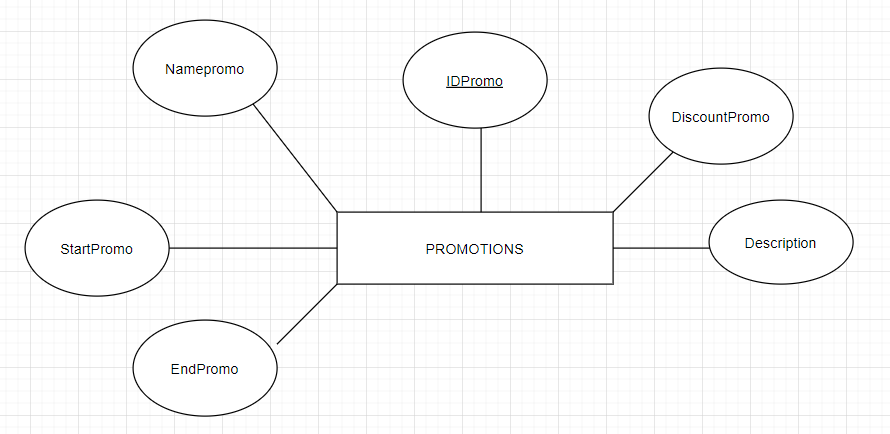 Namepromo
IDPromo
DiscountPromo
StartPromo
PROMOTIONS
Description
EndPromo